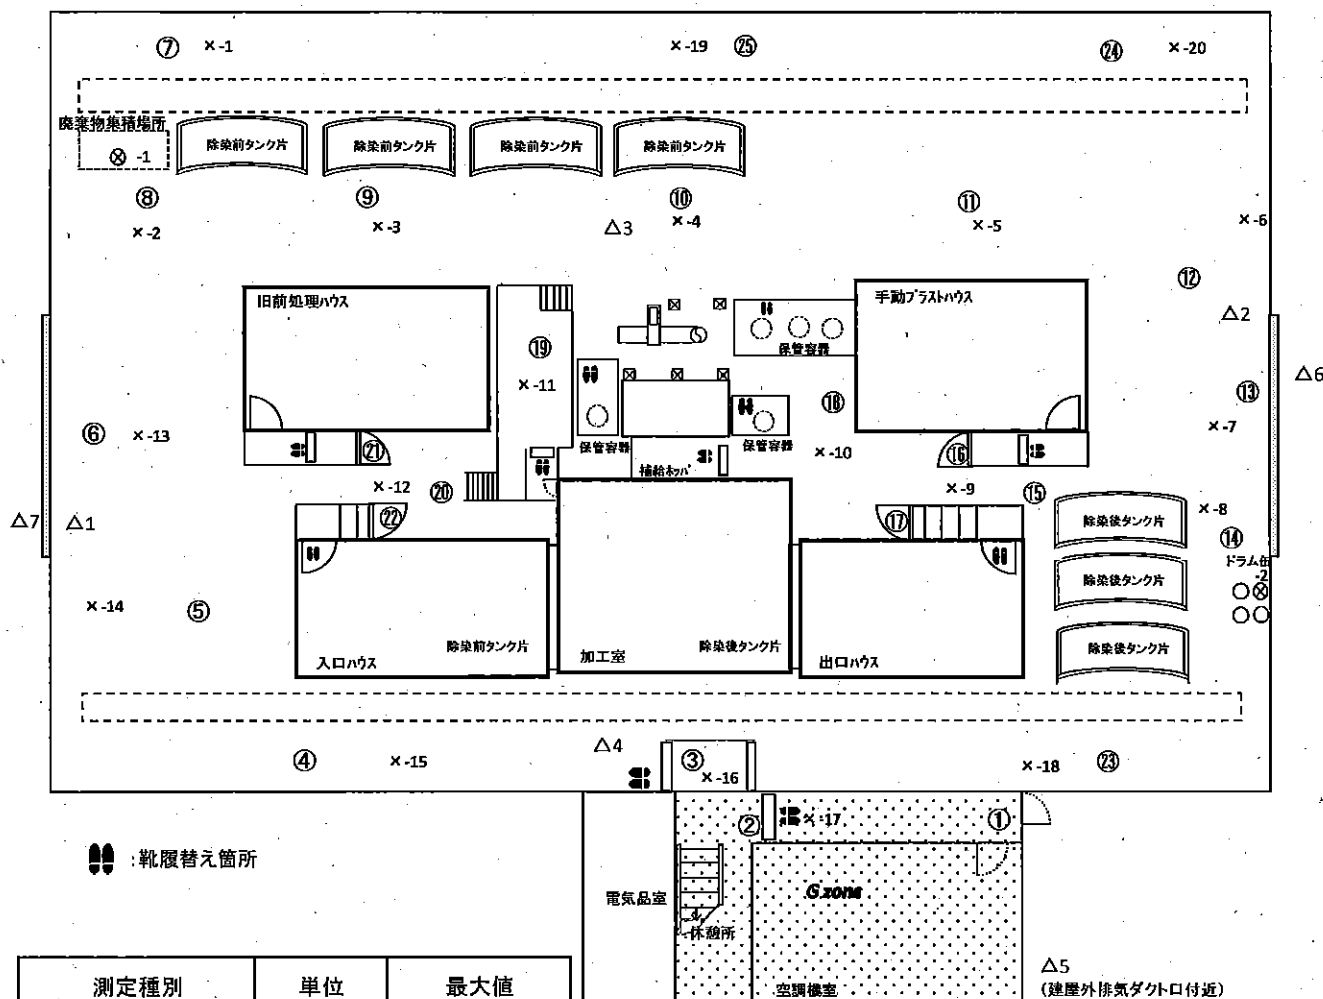 ⑦ ×-1 ×-19 ㉕ ㉔ ×-20
廃棄物集積場所
⊗ -1
除染前タンク片 除染前タンク片 除染前タンク片 除染前タンク片
⑧ ⑨ ⑩ ⑪
×-2 ×-3 △3 ×-4 ×-5 ×-6
⑫
旧前処理ハウス 手動ブラストハウス
△2
保管容器
⑲
×-11
△6
⑬
⑱
⑥ ×-13 ×-7
保管容器 保管容器
㉑ ×-10 ⑯
補給ホッパ
×-12 ⑳ ×-9 ⑮
△7 △1 ㉒ ⑰ 除染後タンク片 ×-8
⑭
ドラム缶
-2
除染後タンク片
×-14 ⑤
除染前タンク片 除染後タンク片 除染後タンク片
入口ハウス 加工室 出口ハウス
④ ×-15 △4 ③ ×-16 ×-18 ㉓
② ×-17 ①
:靴履替え箇所
電気品室 G zone
休憩所
測定種別 単位 最大値
空調機室
△5
(建屋外排気ダクト口付近)